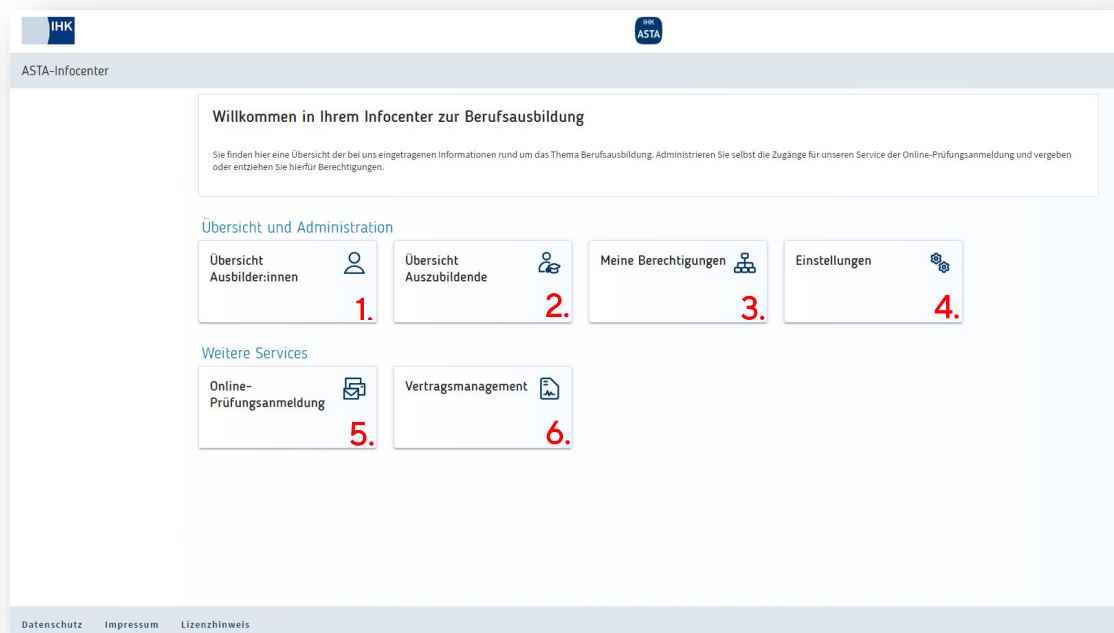 IHK
IHK
ASTA
ASTA-Infocenter
Willkommen in Ihrem Infocenter zur Berufsausbildung
Sie finden hier eine Übersicht der bei uns eingetragenen Informationen rund um das Thema Berufsausbildung. Administrieren Sie selbst die Zugänge für unseren Service der Online-Prüfungsanmeldung und vergeben
oder entziehen Sie hierfür Berechtigungen.
Übersicht und Administration
Übersicht
Ausbilder:innen
1.
Übersicht
Auszubildende
2.
Meine Berechtigungen
3.
Einstellungen
4.
Weitere Services
Online-
Prüfungsanmeldung
5.
Vertragsmanagement
6.
Datenschutz Impressum Lizenzhinweis